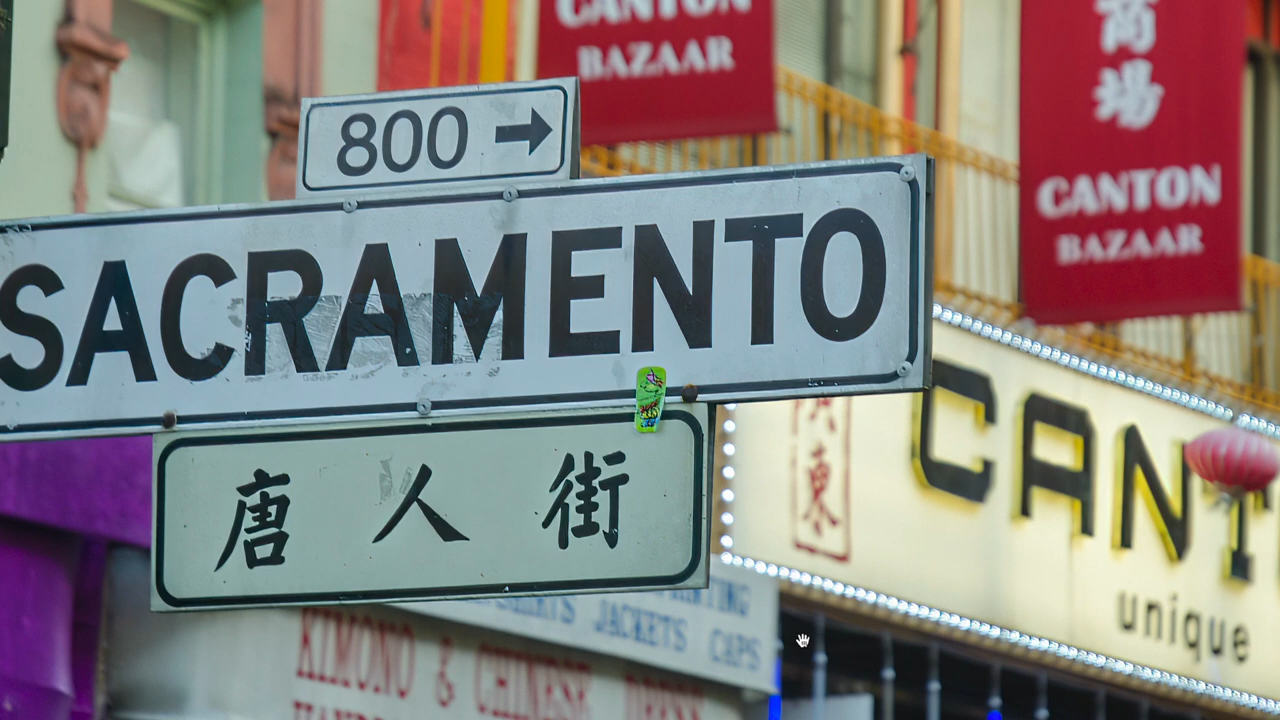 CANTON
BAZAAR
商
場
CANTON
BAZAAR
800 →
SACRAMENTO
唐人街
CANT
unique
JACKETS CAPS
KIMONO & CHINESE